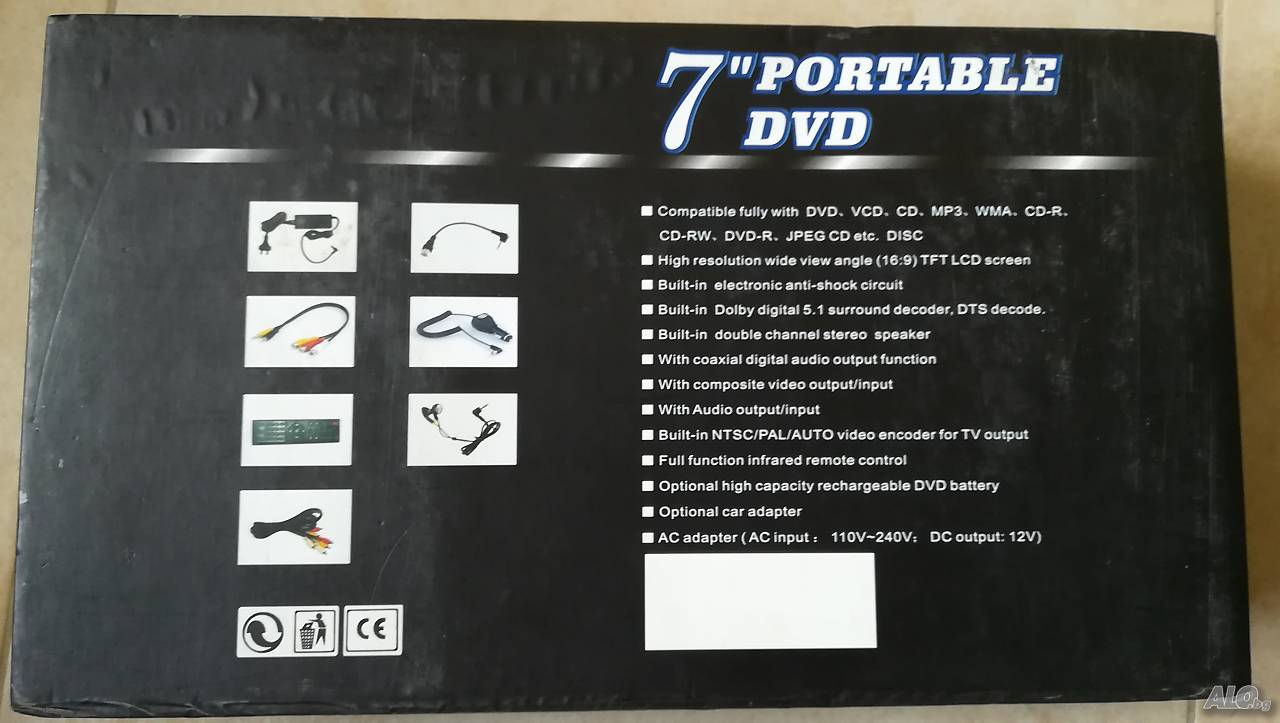 7" PORTABLE
DVD
Compatible fully with DVD、VCD、CD、MP3、WMA、CD-R、
CD-RW、DVD-R、JPEG CD etc. DISC
High resolution wide view angle (16:9) TFT LCD screen
Built-in electronic anti-shock circuit
Built-in Dolby digital 5.1 surround decoder, DTS decode.
Built-in double channel stereo speaker
With coaxial digital audio output function
With composite video output/input
With Audio output/input
Built-in NTSC/PAL/AUTO video encoder for TV output
Full function infrared remote control
Optional high capacity rechargeable DVD battery
Optional car adapter
AC adapter ( AC input： 110V~240V； DC output: 12V)
CE
ALO.bg